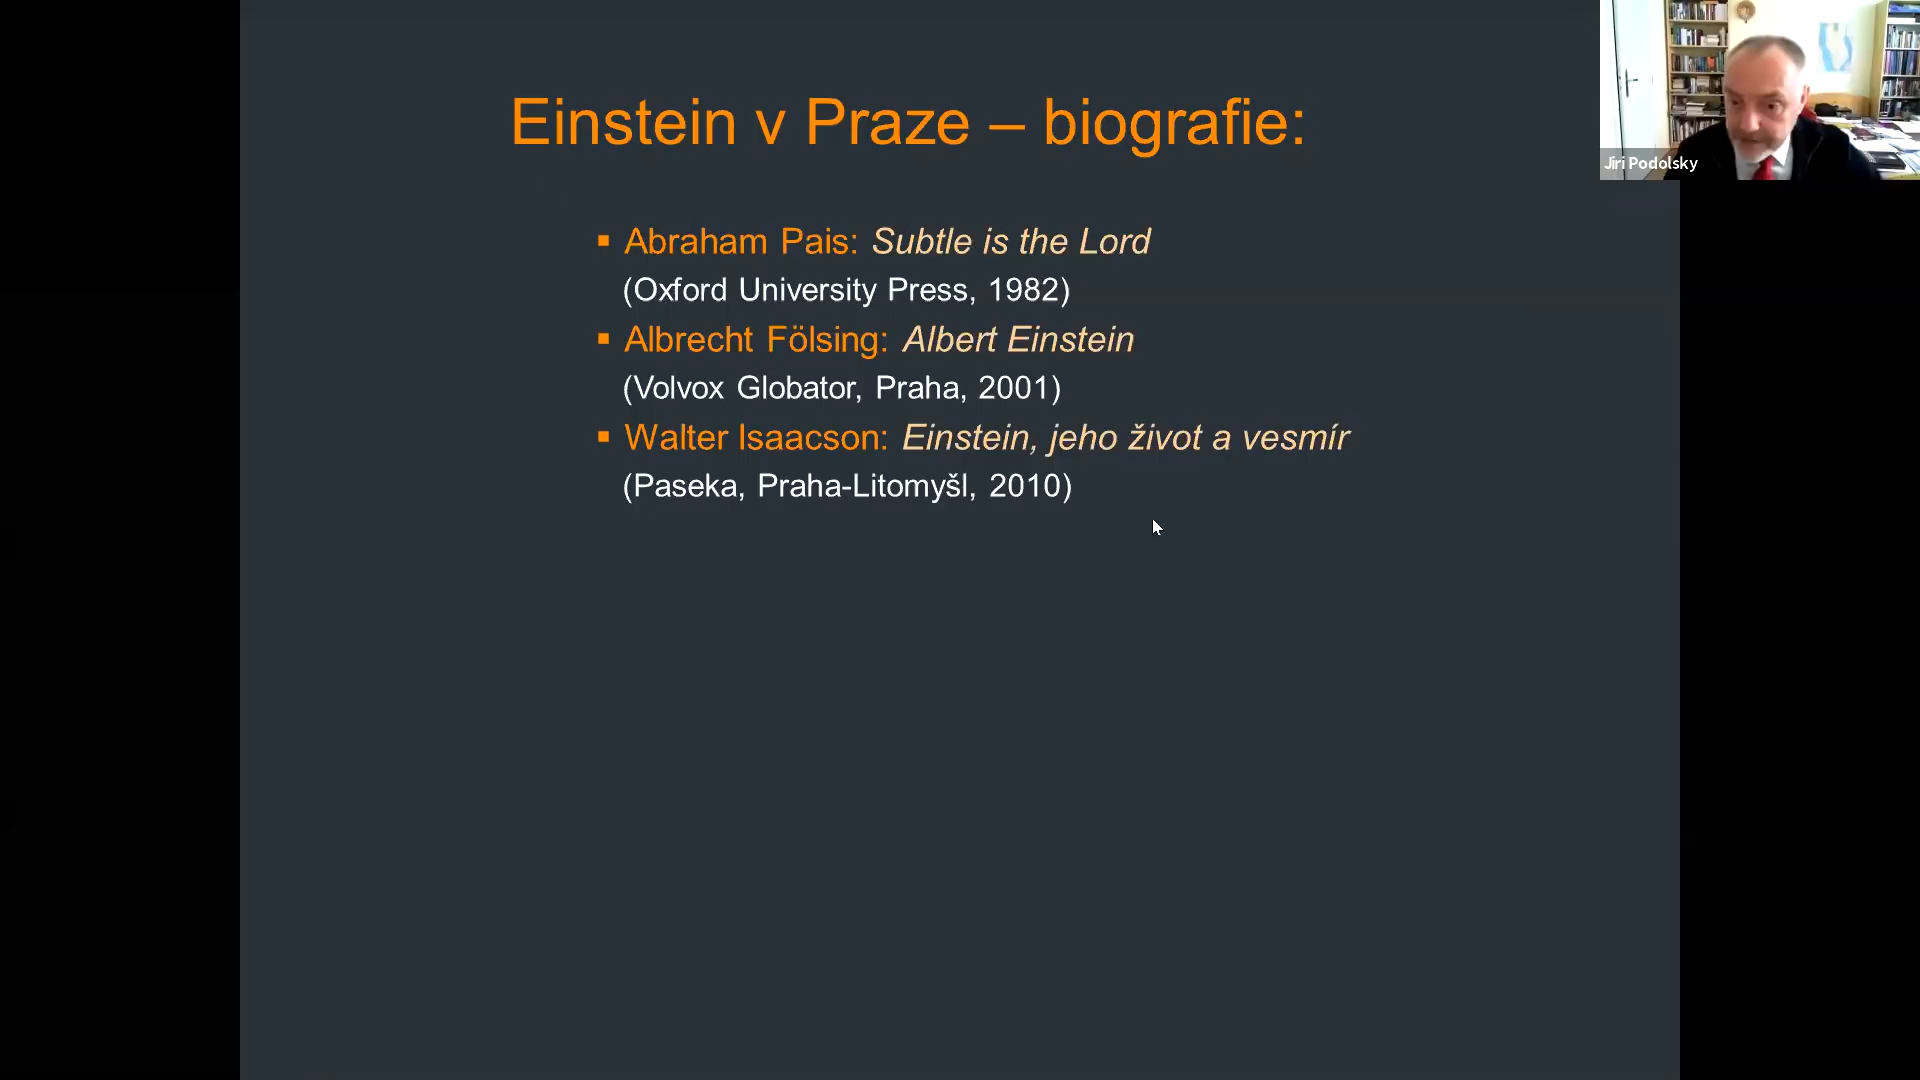 Einstein v Praze – biografie:
▪ Abraham Pais: Subtle is the Lord
(Oxford University Press, 1982)
▪ Albrecht Fölsing: Albert Einstein
(Volvox Globator, Praha, 2001)
▪ Walter Isaacson: Einstein, jeho život a vesmír
(Paseka, Praha-Litomyšl, 2010)
Jiri Podolsky